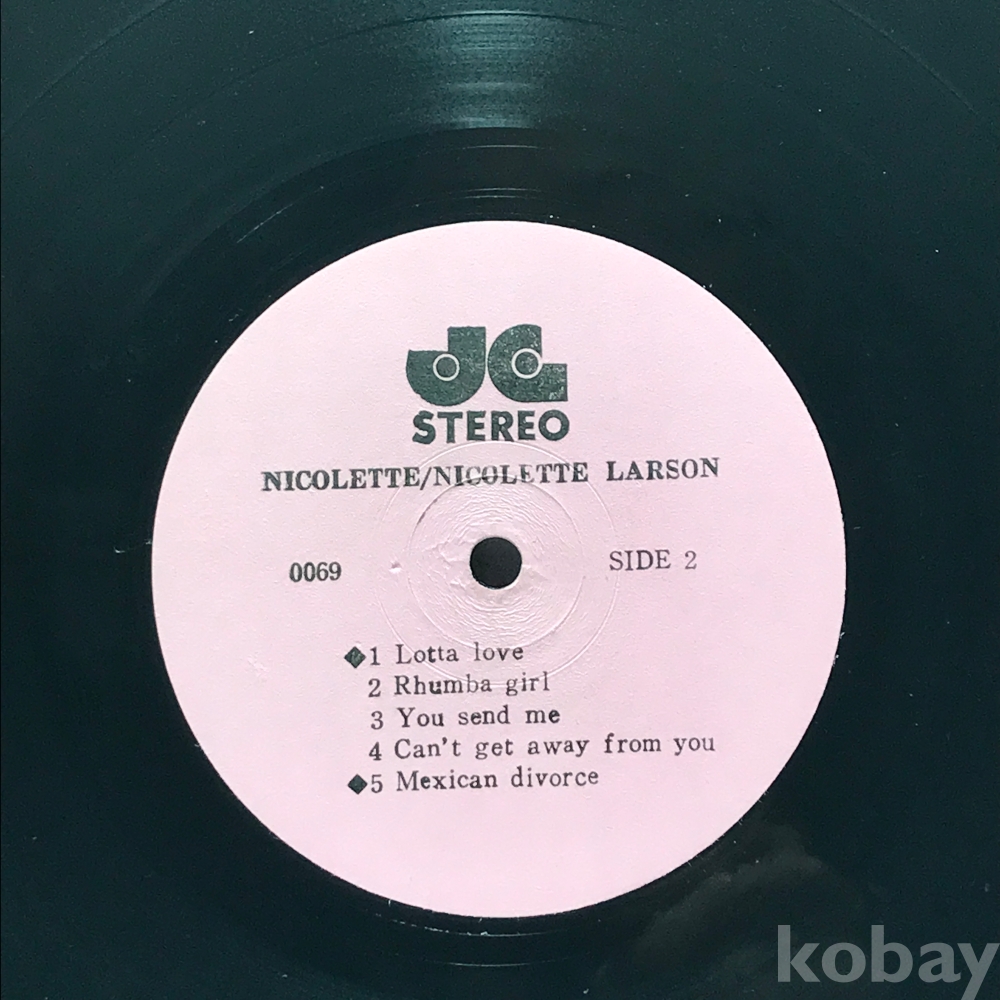 JC
STEREO
NICOLETTE/NICOLETTE LARSON
0069 SIDE 2
◆1 Lotta love
2 Rhumba girl
3 You send me
4 Can't get away from you
◆5 Mexican divorce
kobay